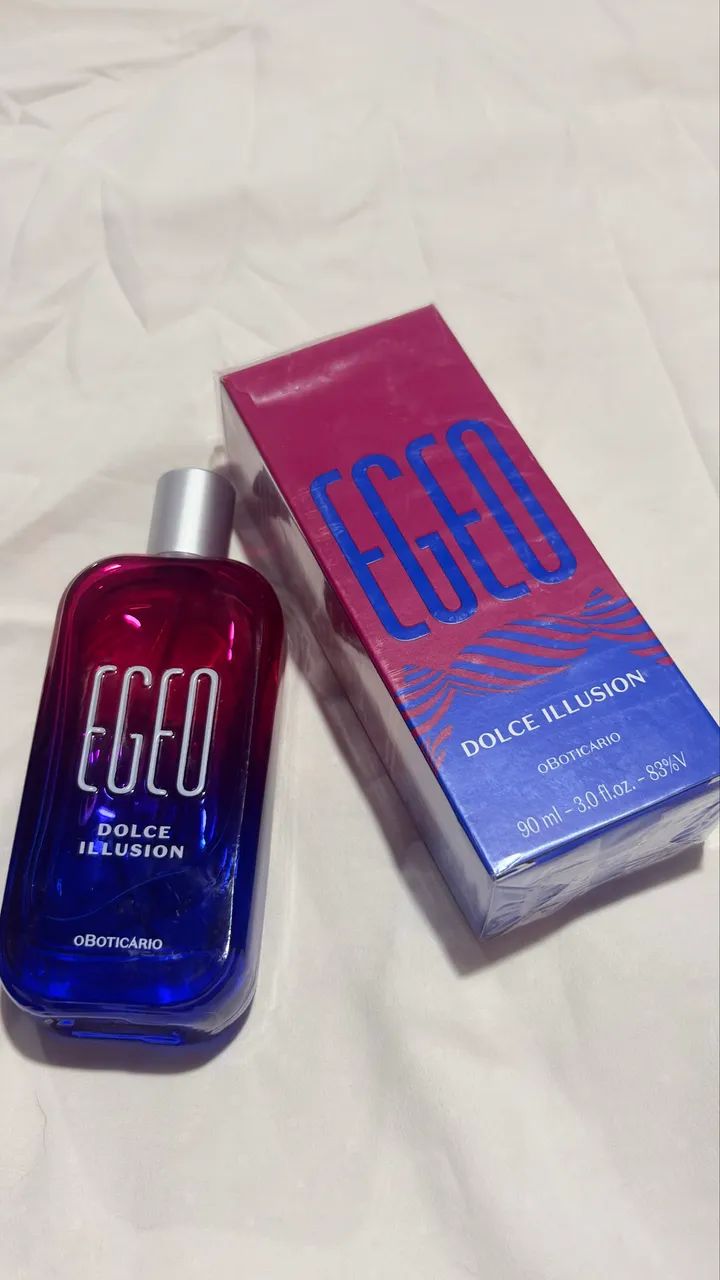 EGEO
DOLCE
ILLUSION
oBOTICÁRIO
EGEO
DOLCE ILLUSION
oBOTICÁRIO
90 ml - 3.0 fl.oz. - 83%V